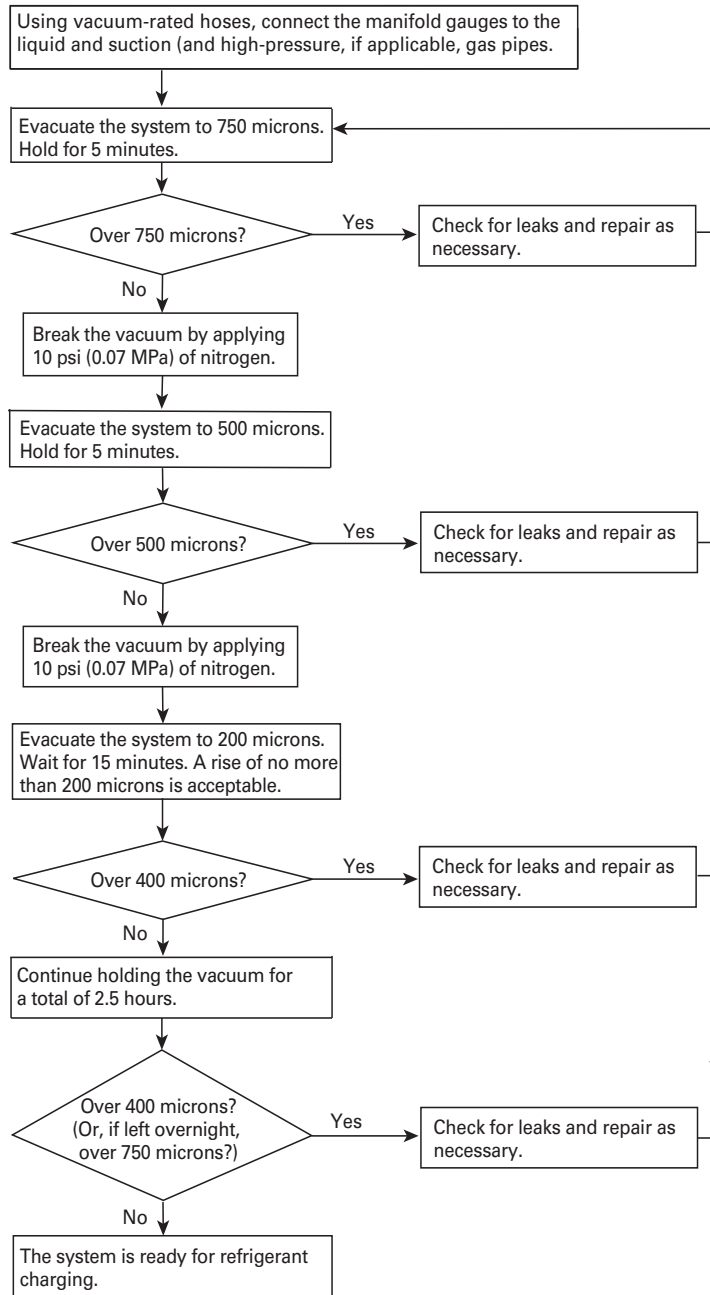 Using vacuum-rated hoses, connect the manifold gauges to the
liquid and suction (and high-pressure, if applicable, gas pipes.
Evacuate the system to 750 microns.
Hold for 5 minutes.
Over 750 microns?
Yes
Check for leaks and repair as
necessary.
No
Break the vacuum by applying
10 psi (0.07 MPa) of nitrogen.
Evacuate the system to 500 microns.
Hold for 5 minutes.
Over 500 microns?
Yes
Check for leaks and repair as
necessary.
No
Break the vacuum by applying
10 psi (0.07 MPa) of nitrogen.
Evacuate the system to 200 microns.
Wait for 15 minutes. A rise of no more
than 200 microns is acceptable.
Over 400 microns?
Yes
Check for leaks and repair as
necessary.
No
Continue holding the vacuum for
a total of 2.5 hours.
Over 400 microns?
(Or, if left overnight,
over 750 microns?)
Yes
Check for leaks and repair as
necessary.
No
The system is ready for refrigerant
charging.